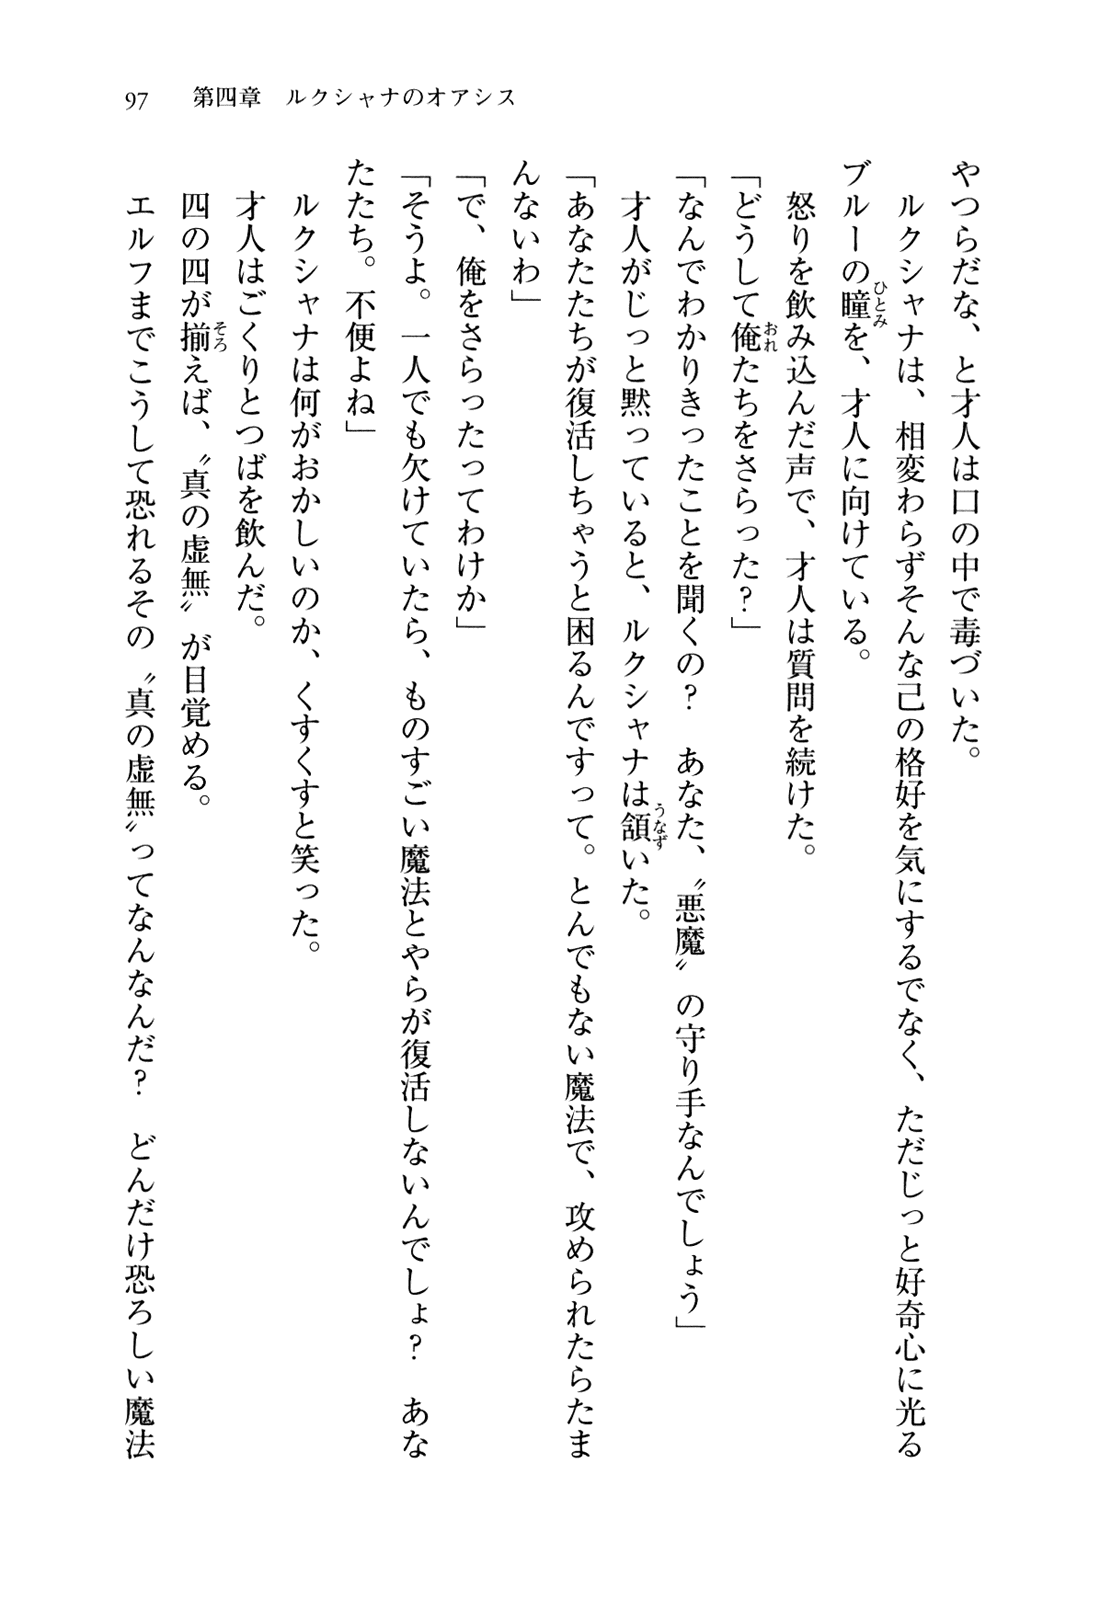 97　第四章　ルクシャナのオアシス
やつらだな、と才人は口の中で毒づいた。
　ルクシャナは、相変わらずそんな己の格好を気にするでなく、ただじっと好奇心に光る
ブルーの瞳を、才人に向けている。
　怒りを飲み込んだ声で、才人は質問を続けた。
「どうして俺たちをさらった？」
「なんでわかりきったことを聞くの？　あなた、〝悪魔〟の守り手なんでしょう」
　才人がじっと黙っていると、ルクシャナは頷いた。
「あなたたちが復活しちゃうと困るんですって。とんでもない魔法で、攻められたらたま
んないわ」
「で、俺をさらったってわけか」
「そうよ。一人でも欠けていたら、ものすごい魔法とやらが復活しないんでしょ？　あな
たたち。不便よね」
　ルクシャナは何がおかしいのか、くすくすと笑った。
　才人はごくりとつばを飲んだ。
　四の四が揃えば、〝真の虚無〟が目覚める。
　エルフまでこうして恐れるその〝真の虚無〟ってなんなんだ？　どんだけ恐ろしい魔法